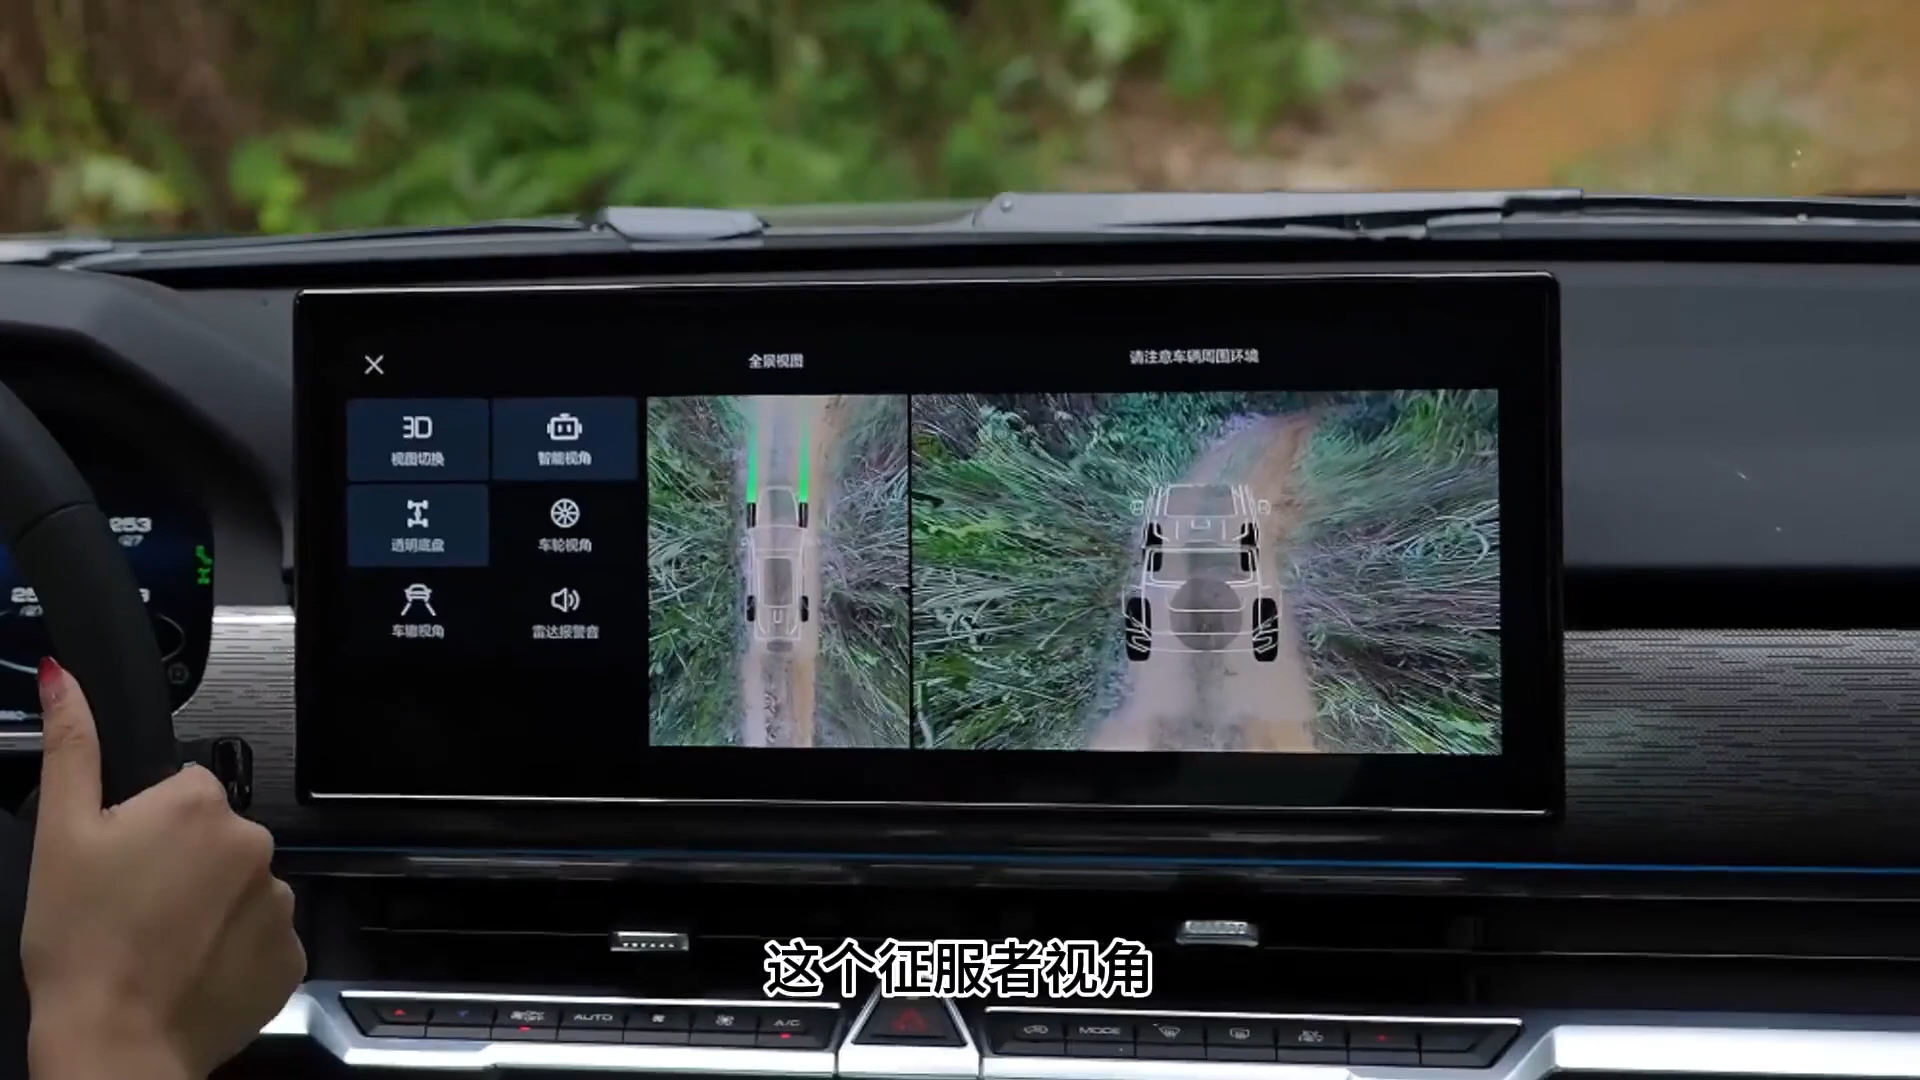 全景视图
请注意车辆周围环境
3D
视图切换
智能视角
透明底盘
车轮视角
车辙视角
雷达报警音
253
这个征服者视角
AUTO
A/C
MODE